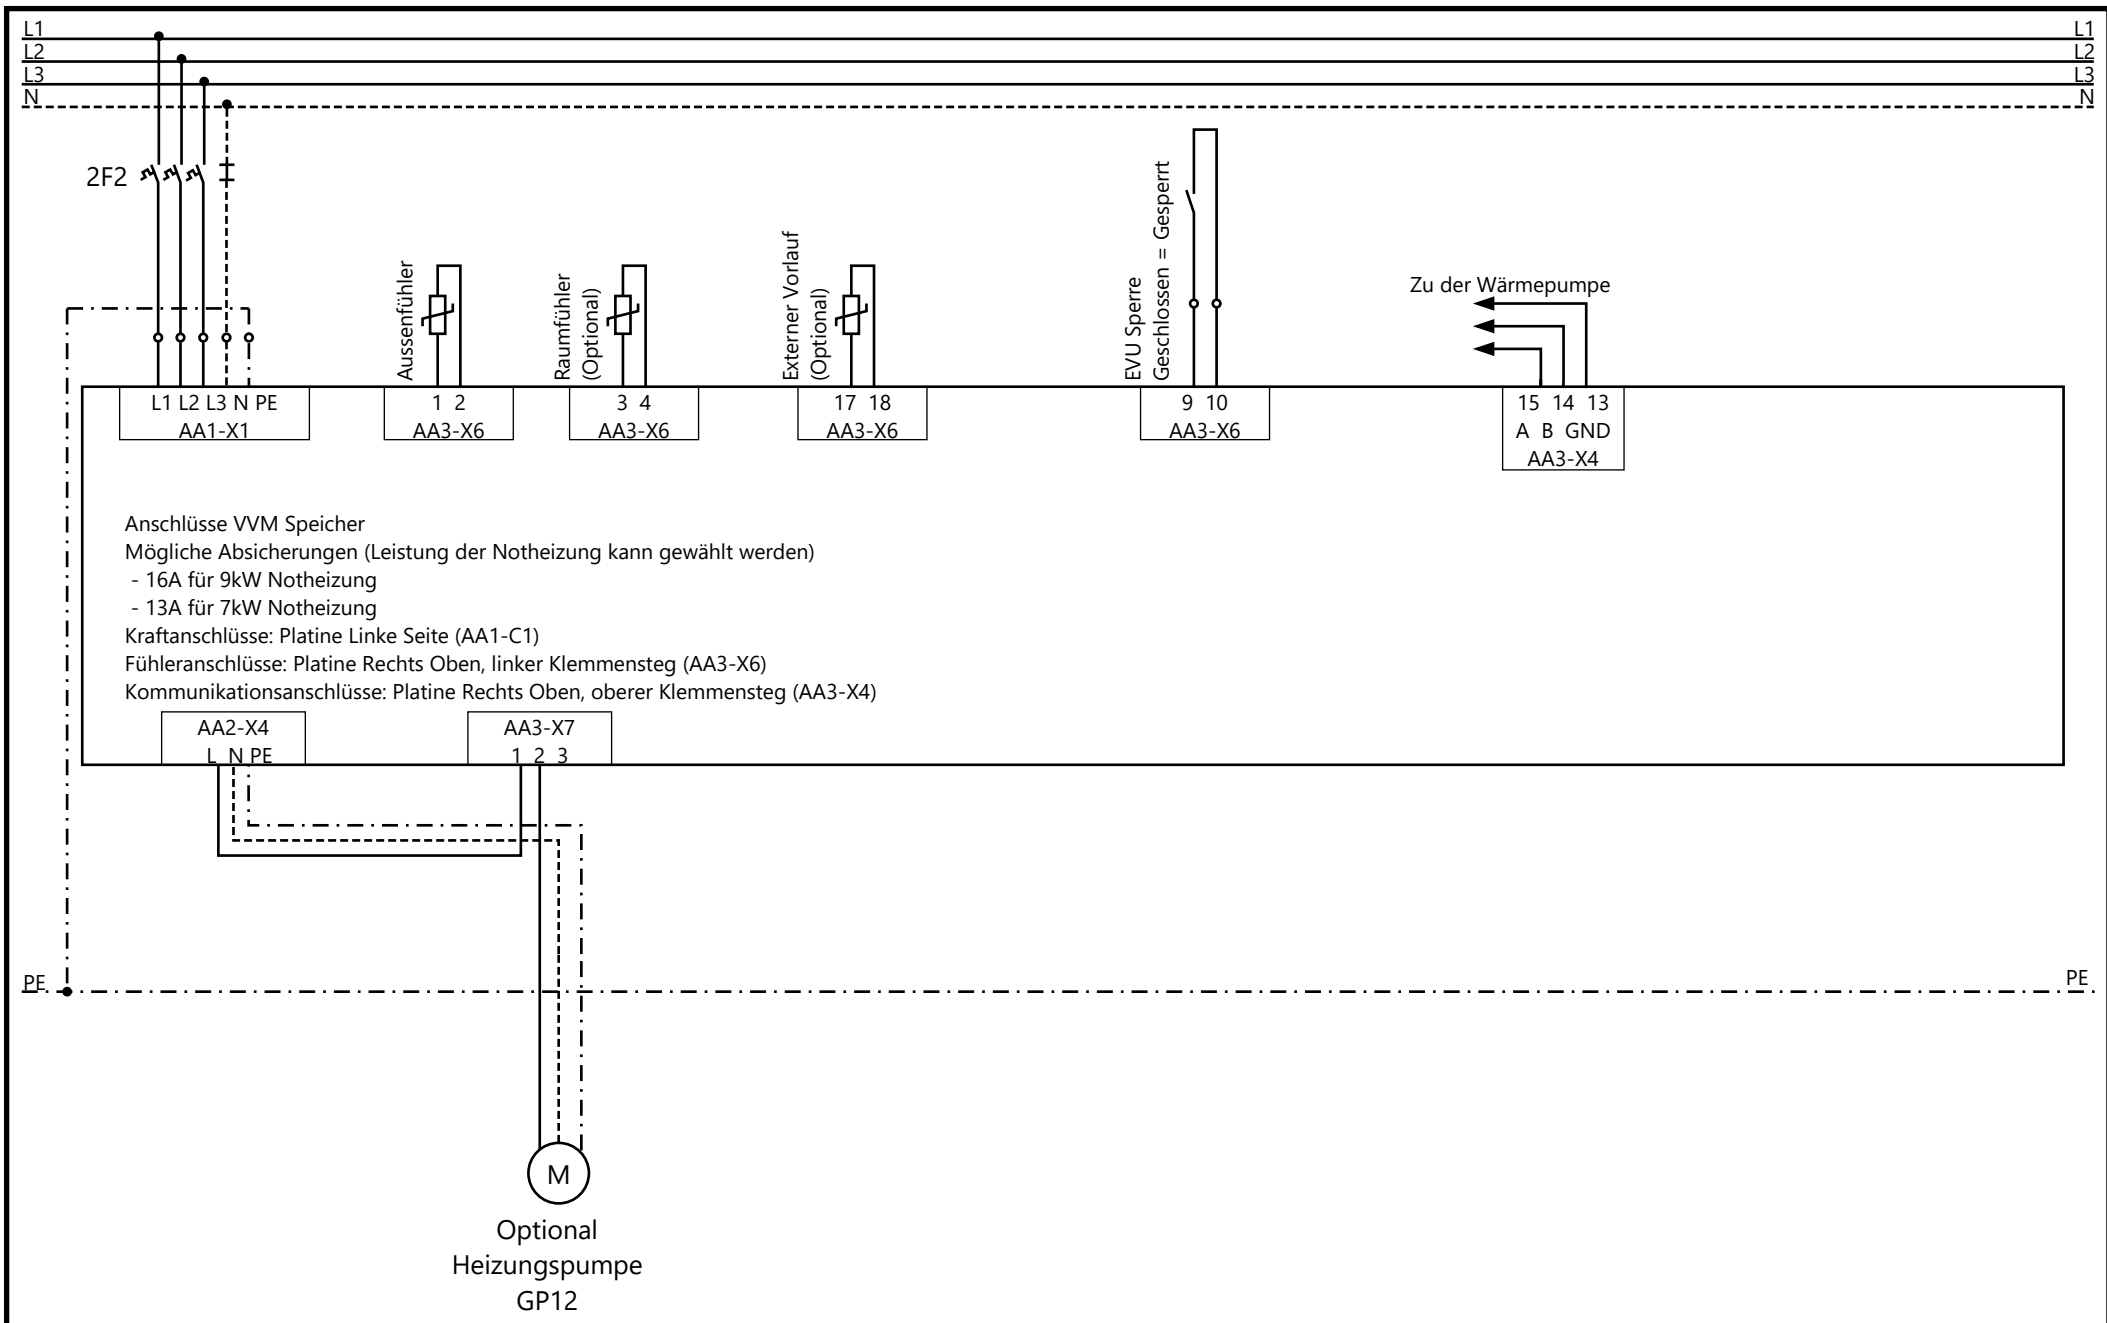 L1
L1
L2
L2
L3
L3
N
N
2F2
Aussenfühler
Raumfühler
(Optional)
Externer Vorlauf
(Optional)
EVU Sperre
Geschlossen = Gesperrt
Zu der Wärmepumpe
L1 L2 L3 N PE
AA1-X1
1 2
AA3-X6
3 4
AA3-X6
17 18
AA3-X6
9 10
AA3-X6
15 14 13
A B GND
AA3-X4
Anschlüsse VVM Speicher
Mögliche Absicherungen (Leistung der Notheizung kann gewählt werden)
- 16A für 9kW Notheizung
- 13A für 7kW Notheizung
Kraftanschlüsse: Platine Linke Seite (AA1-C1)
Fühleranschlüsse: Platine Rechts Oben, linker Klemmensteg (AA3-X6)
Kommunikationsanschlüsse: Platine Rechts Oben, oberer Klemmensteg (AA3-X4)
AA2-X4
L N PE
AA3-X7
1 2 3
PE
PE
M
Optional
Heizungspumpe
GP12